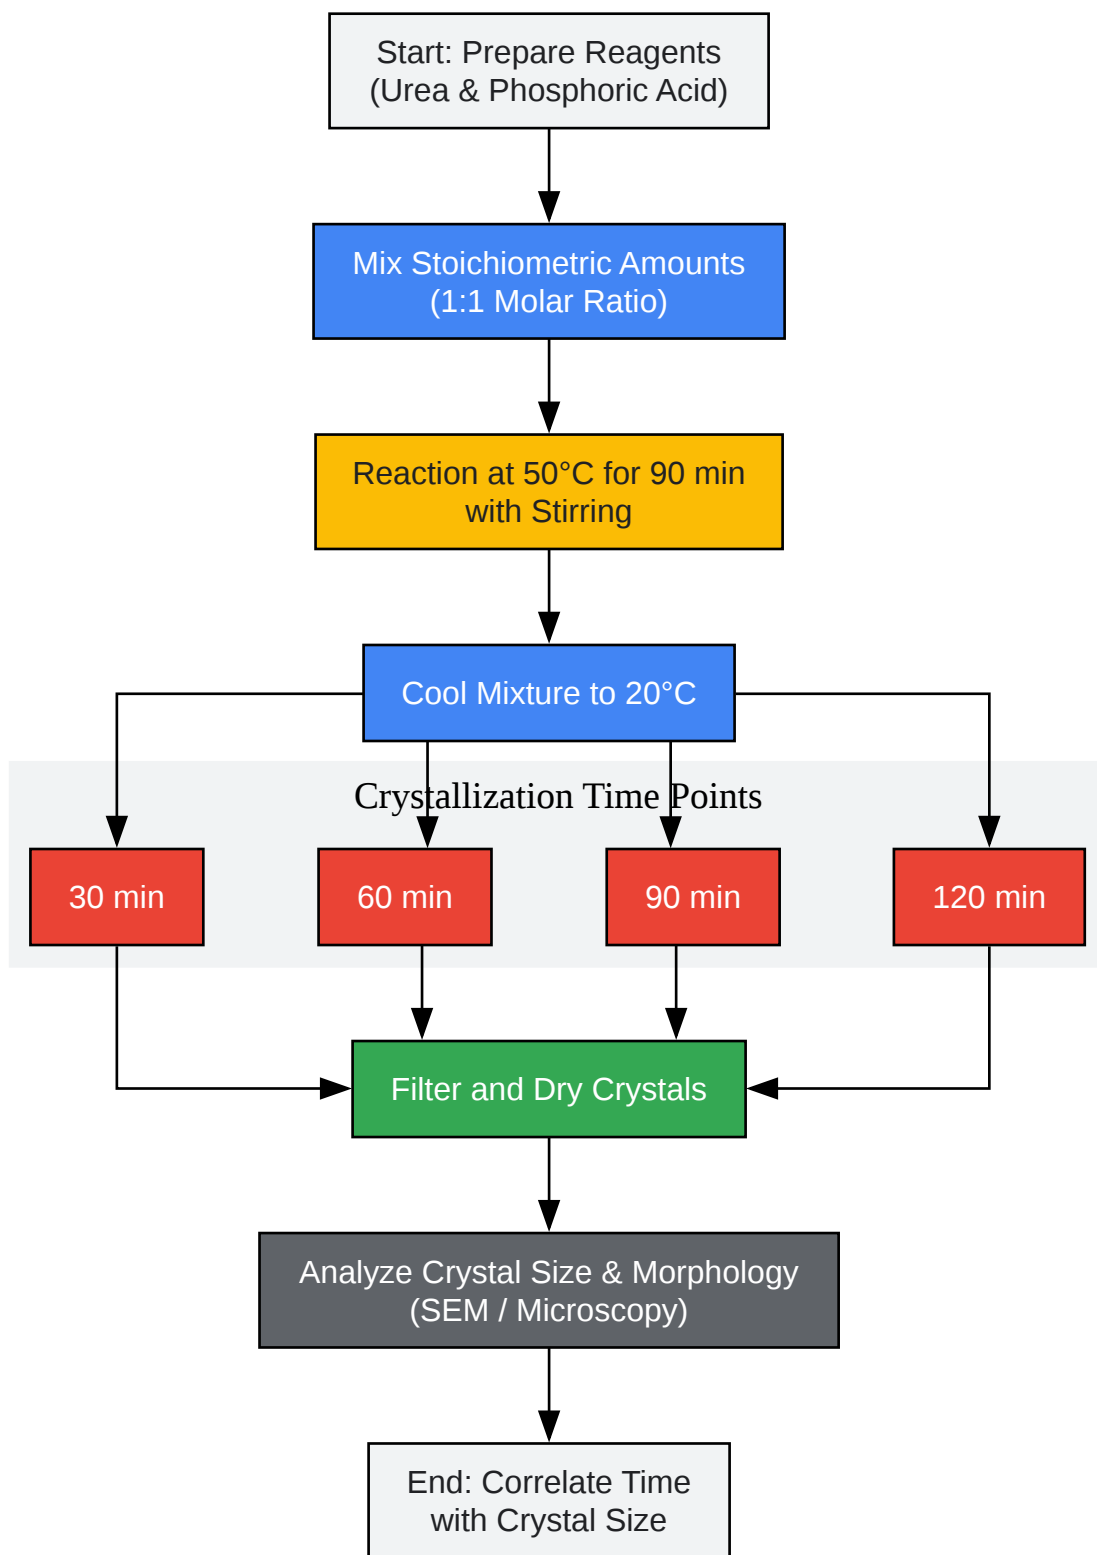 Start: Prepare Reagents
(Urea & Phosphoric Acid)
Mix Stoichiometric Amounts
(1:1 Molar Ratio)
Reaction at 50°C for 90 min
with Stirring
Cool Mixture to 20°C
Crystallization Time Points
30 min
60 min
90 min
120 min
Filter and Dry Crystals
Analyze Crystal Size & Morphology
(SEM / Microscopy)
End: Correlate Time
with Crystal Size